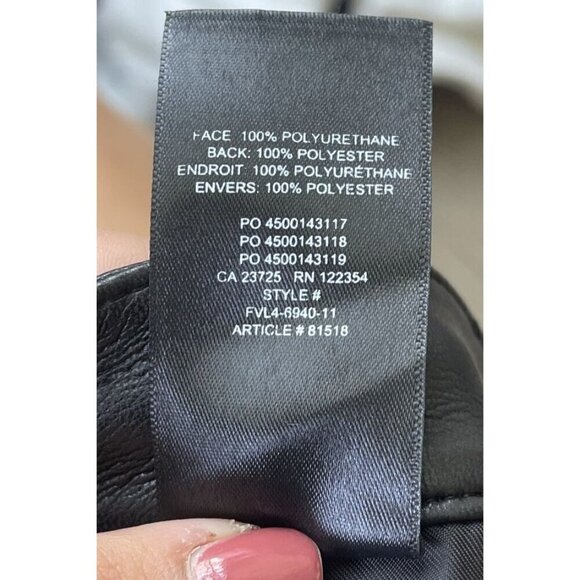 FACE 100% POLYURETHANE
BACK: 100% POLYESTER
ENDROIT: 100% POLYURÉTHANE
ENVERS: 100% POLYESTER
PO 4500143117
PO 4500143118
PO 4500143119
CA 23725 RN 122354
STYLE #
FVL4-6940-11
ARTICLE # 81518